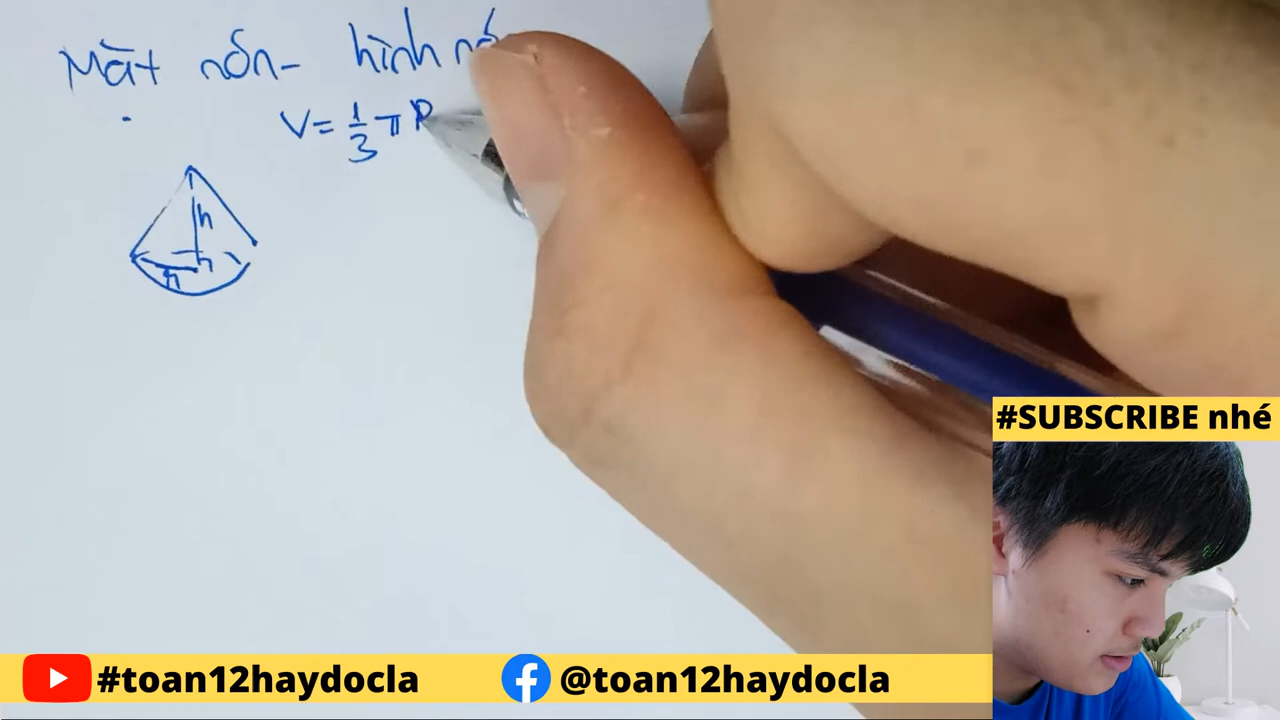 Mặt nón - hình nó
V = 1/3 π R
h
r
#SUBSCRIBE nhé
#toan12haydocla
@toan12haydocla